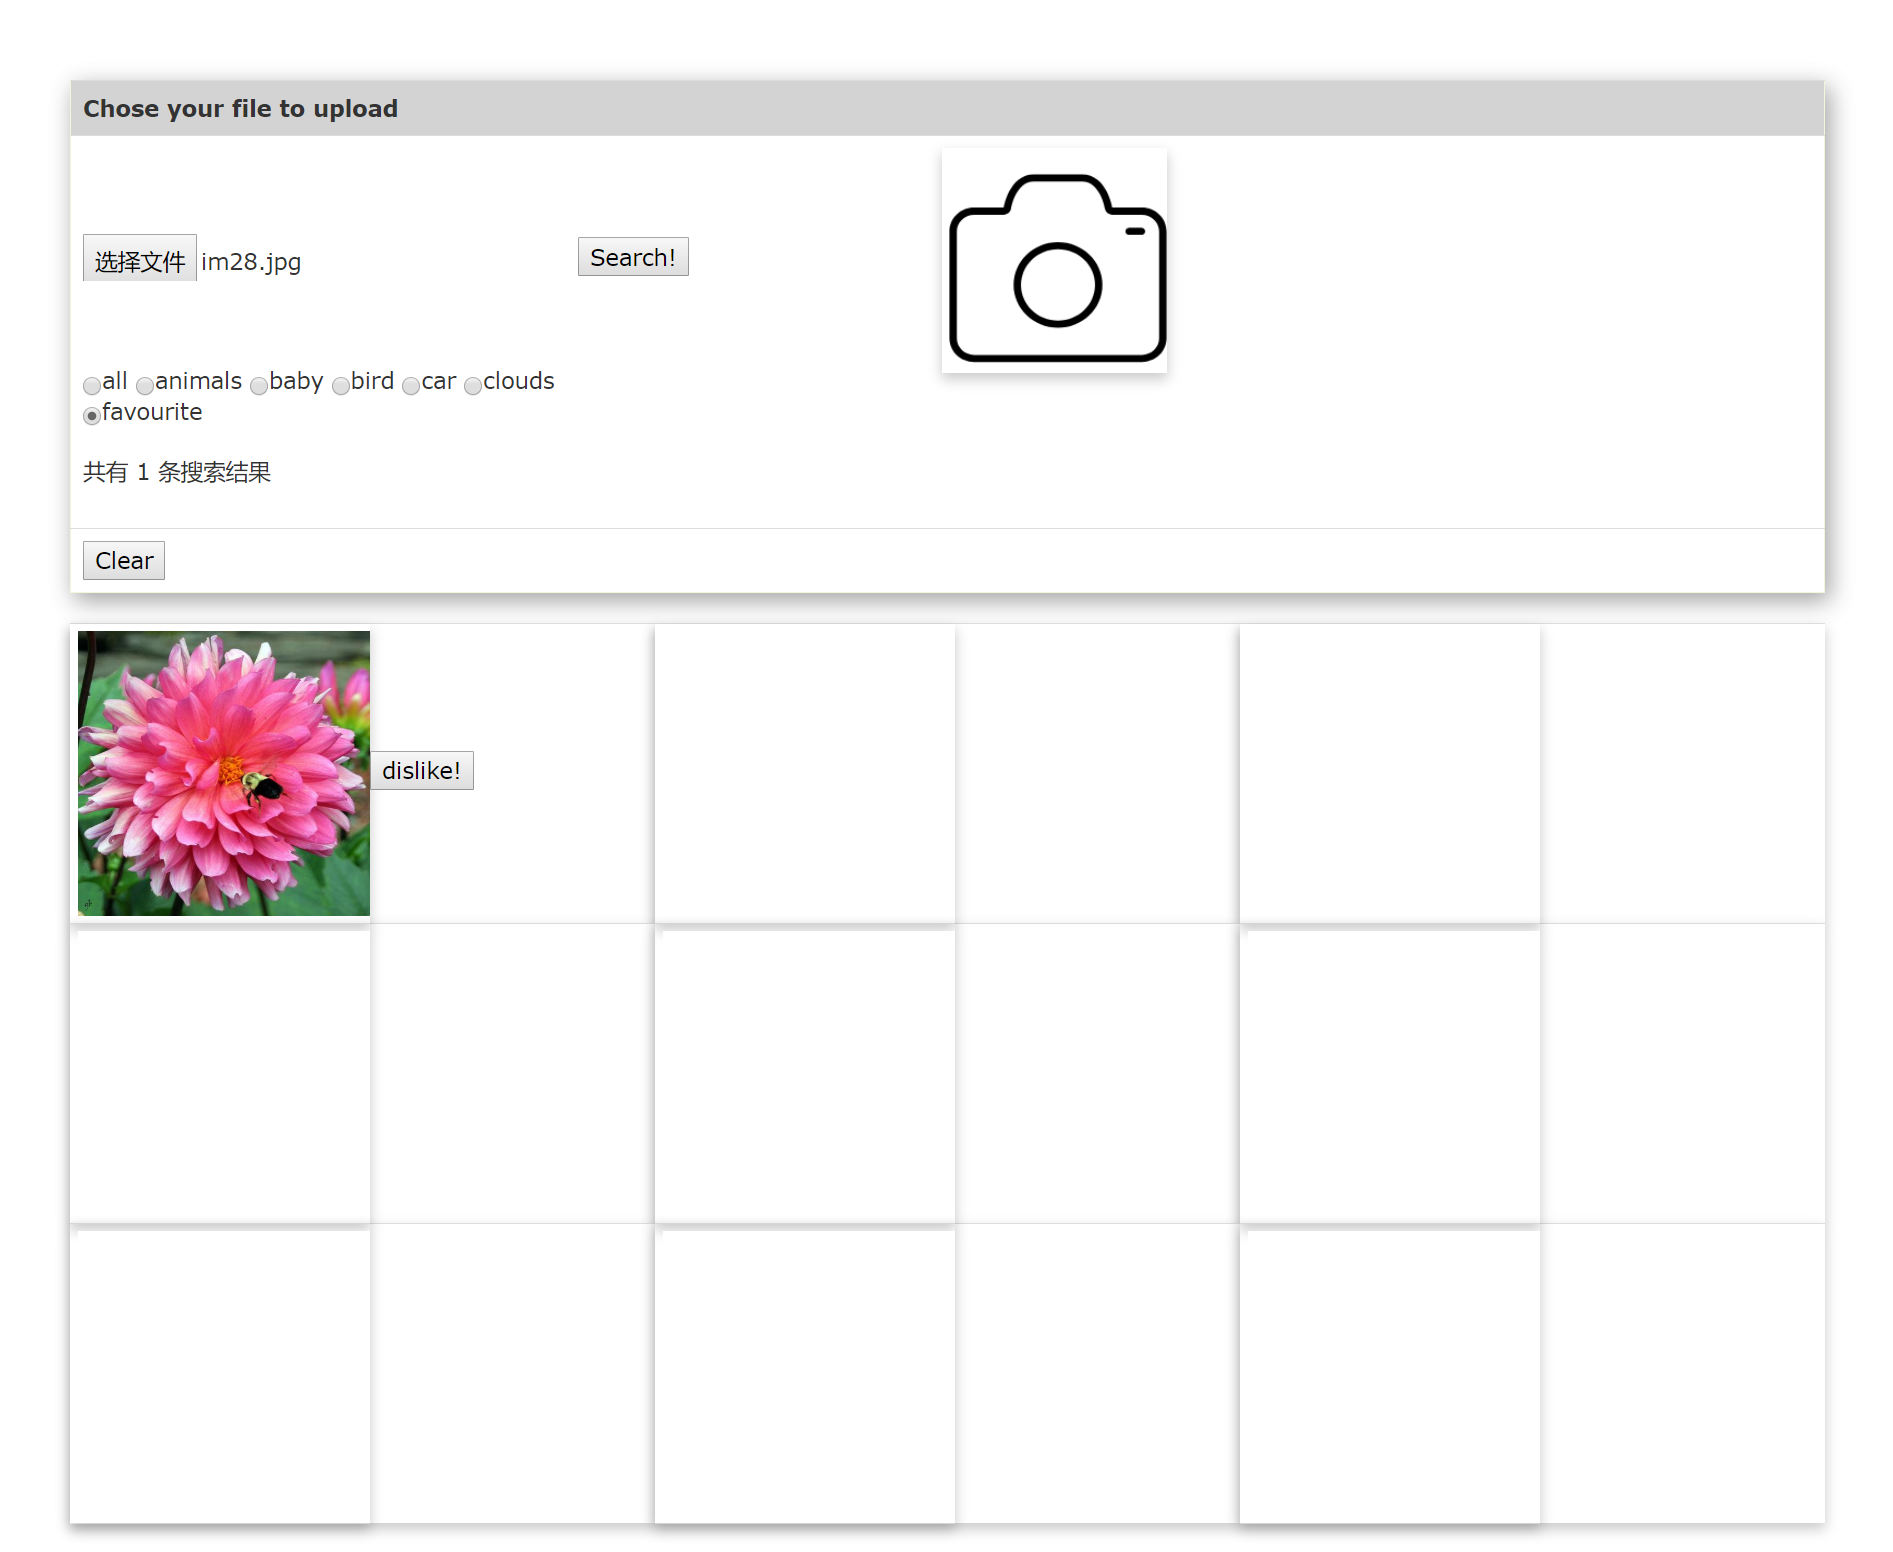 Chose your file to upload
选择文件 im28.jpg Search!
all animals baby bird car clouds
favourite
共有 1 条搜索结果
Clear
dislike!